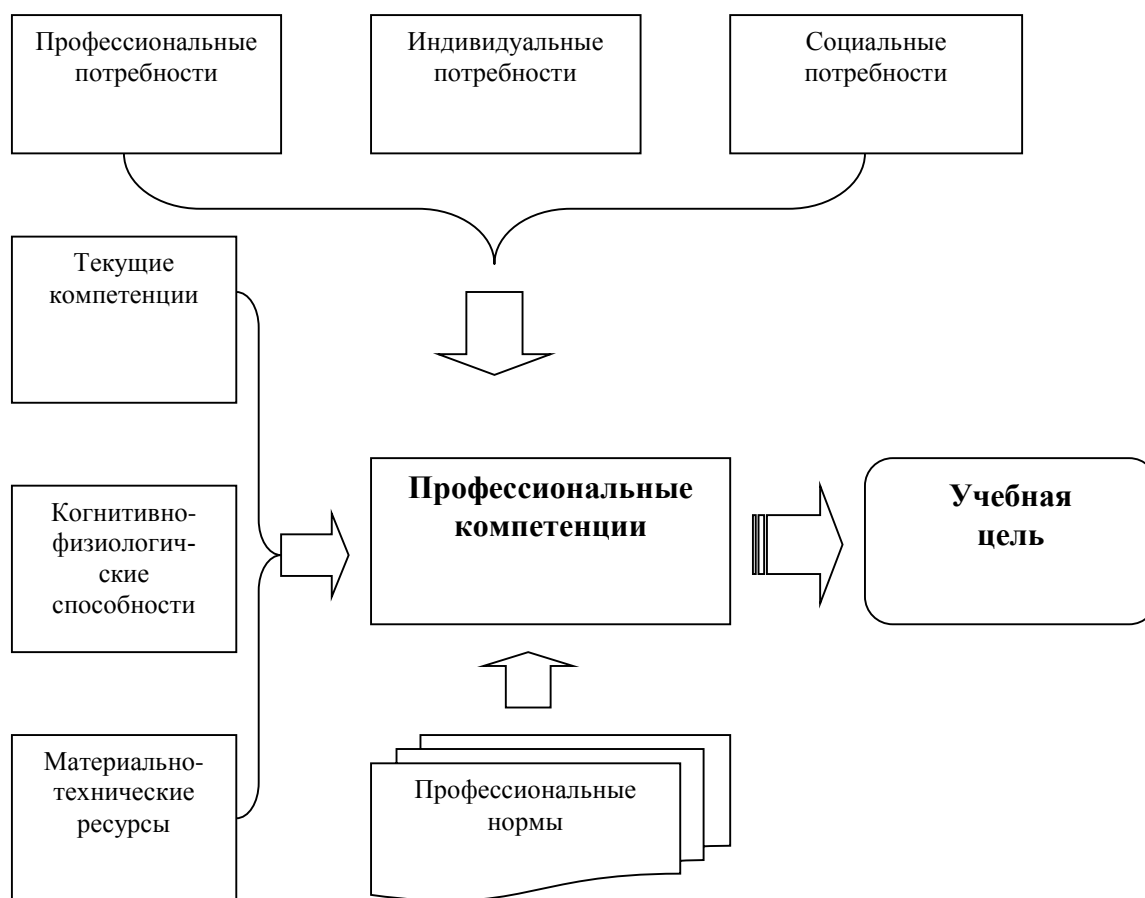 Профессиональные
потребности
Индивидуальные
потребности
Социальные
потребности
Текущие
компетенции
Профессиональные
компетенции
Учебная
цель
Когнитивно-
физиологич-
ские
способности
Материально-
технические
ресурсы
Профессиональные
нормы